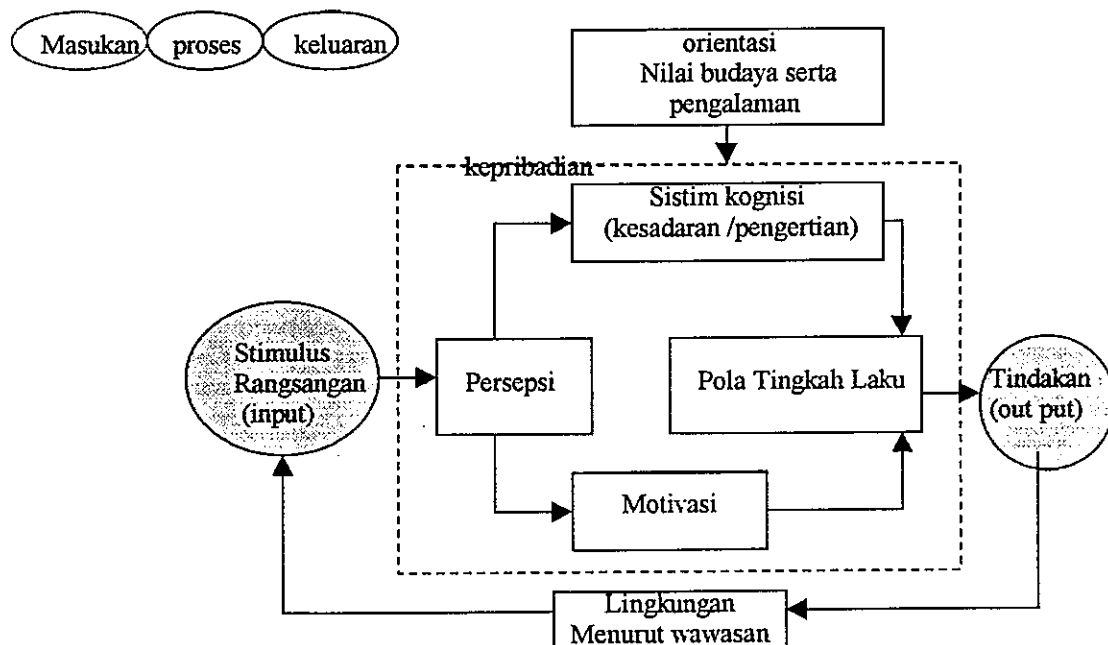 Masukan proses keluaran
orientasi
Nilai budaya serta
pengalaman
kepribadian
Sistim kognisi
(kesadaran /pengertian)
Stimulus
Rangsangan
(input)
Persepsi
Pola Tingkah Laku
Tindakan
(out put)
Motivasi
Lingkungan
Menurut wawasan